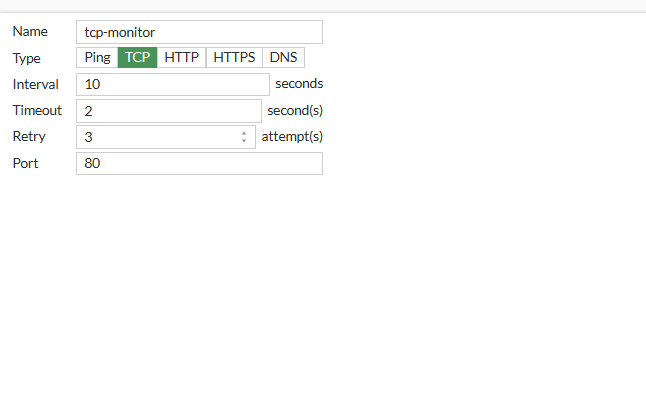 Name tcp-monitor
Type Ping TCP HTTP HTTPS DNS
Interval 10 seconds
Timeout 2 second(s)
Retry 3 attempt(s)
Port 80